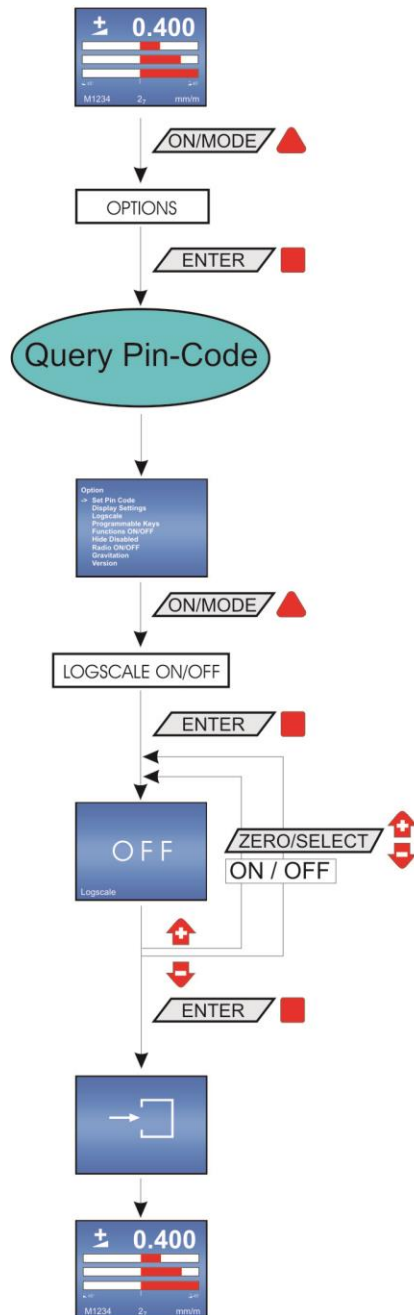 ± 0.400
M1234 mm/m
ON/MODE
OPTIONS
ENTER
Query Pin-Code
Option
-> Set Pin Code
Display Settings
Logscale
Programmable Keys
Functions ON/OFF
Hide Disabled
Radio ON/OFF
Gravitation
Version
ON/MODE
LOGSCALE ON/OFF
ENTER
OFF
Logscale
ZERO/SELECT
ON / OFF
ENTER
± 0.400
M1234 mm/m